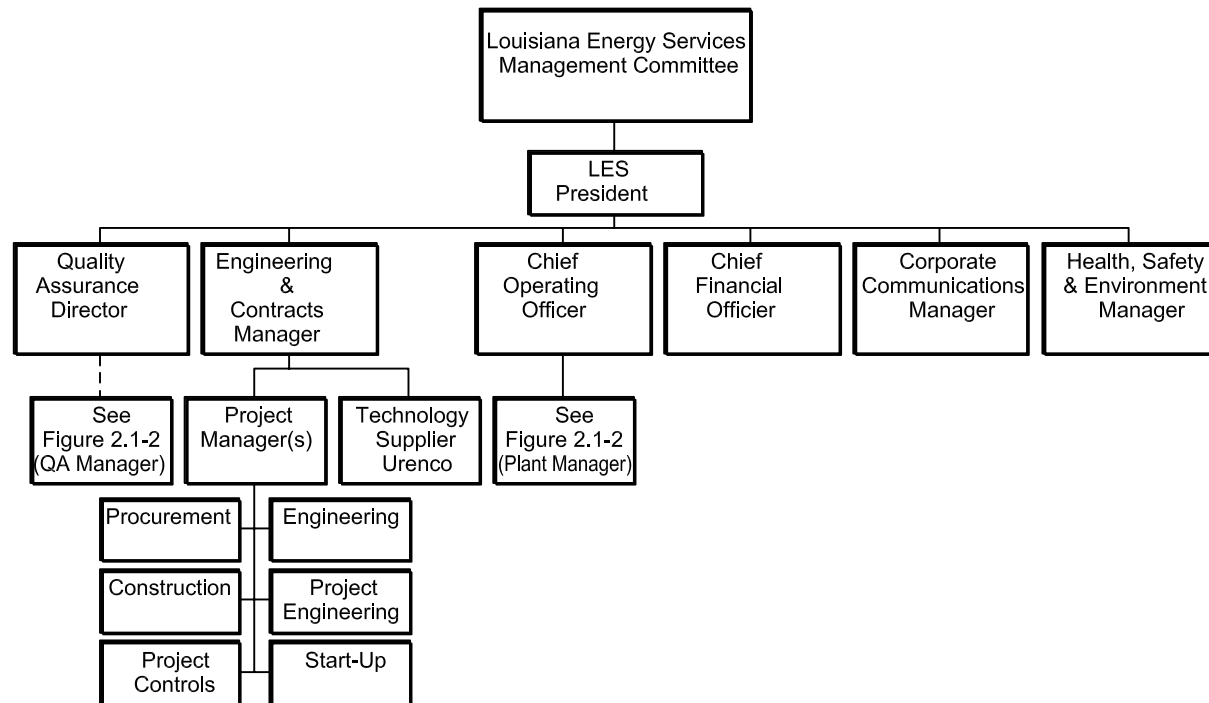 Louisiana Energy Services
Management Committee
LES
President
Quality
Assurance
Director
Engineering
&
Contracts
Manager
Chief
Operating
Officer
Chief
Financial
Officier
Corporate
Communications
Manager
Health, Safety
& Environment
Manager
See
Figure 2.1-2
(QA Manager)
Project
Manager(s)
Technology
Supplier
Urenco
See
Figure 2.1-2
(Plant Manager)
Procurement
Engineering
Construction
Project
Engineering
Project
Controls
Start-Up